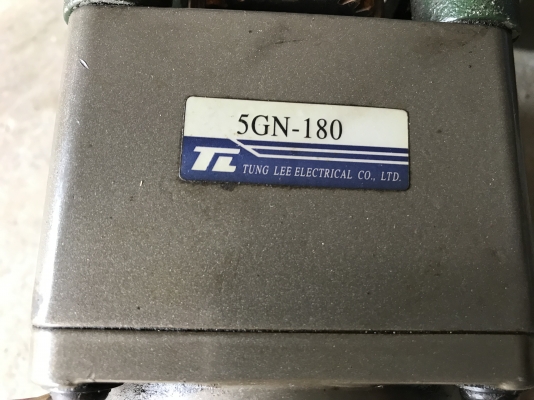 5GN-180
TL TUNG LEE ELECTRICAL CO., LTD.